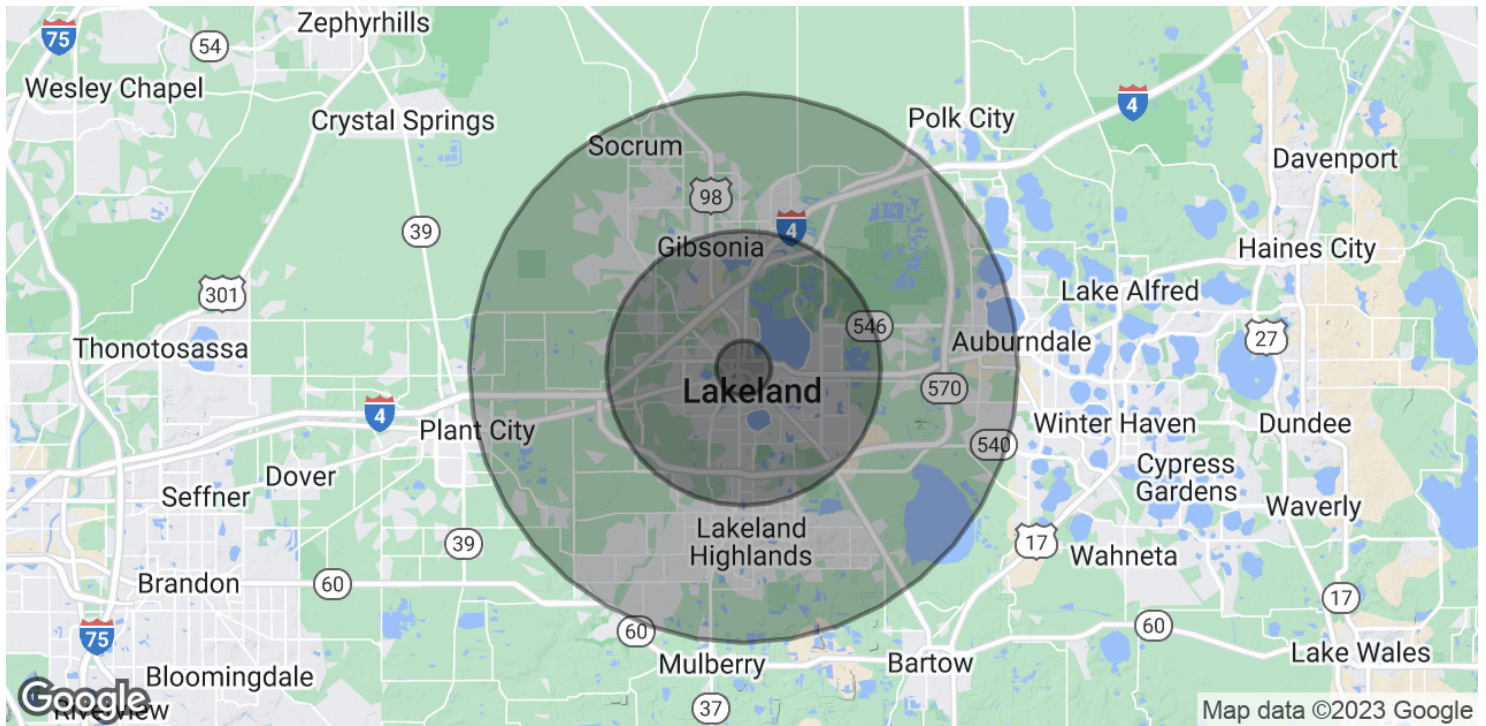 Zephyrhills
75
54
Wesley Chapel
Crystal Springs
4
Polk City
Socrum
Davenport
98
39
4
Gibsonia
Haines City
301
Lake Alfred
546
27
Thonotosassa
Auburndale
Lakeland
570
4
Plant City
Winter Haven
Dundee
540
Dover
Cypress
Gardens
Seffner
Waverly
Lakeland
Highlands
39
17
Wahneta
Brandon
60
17
60
60
75
Mulberry
Bartow
Lake Wales
Bloomingdale
Google
Riverview
37
Map data ©2023 Google